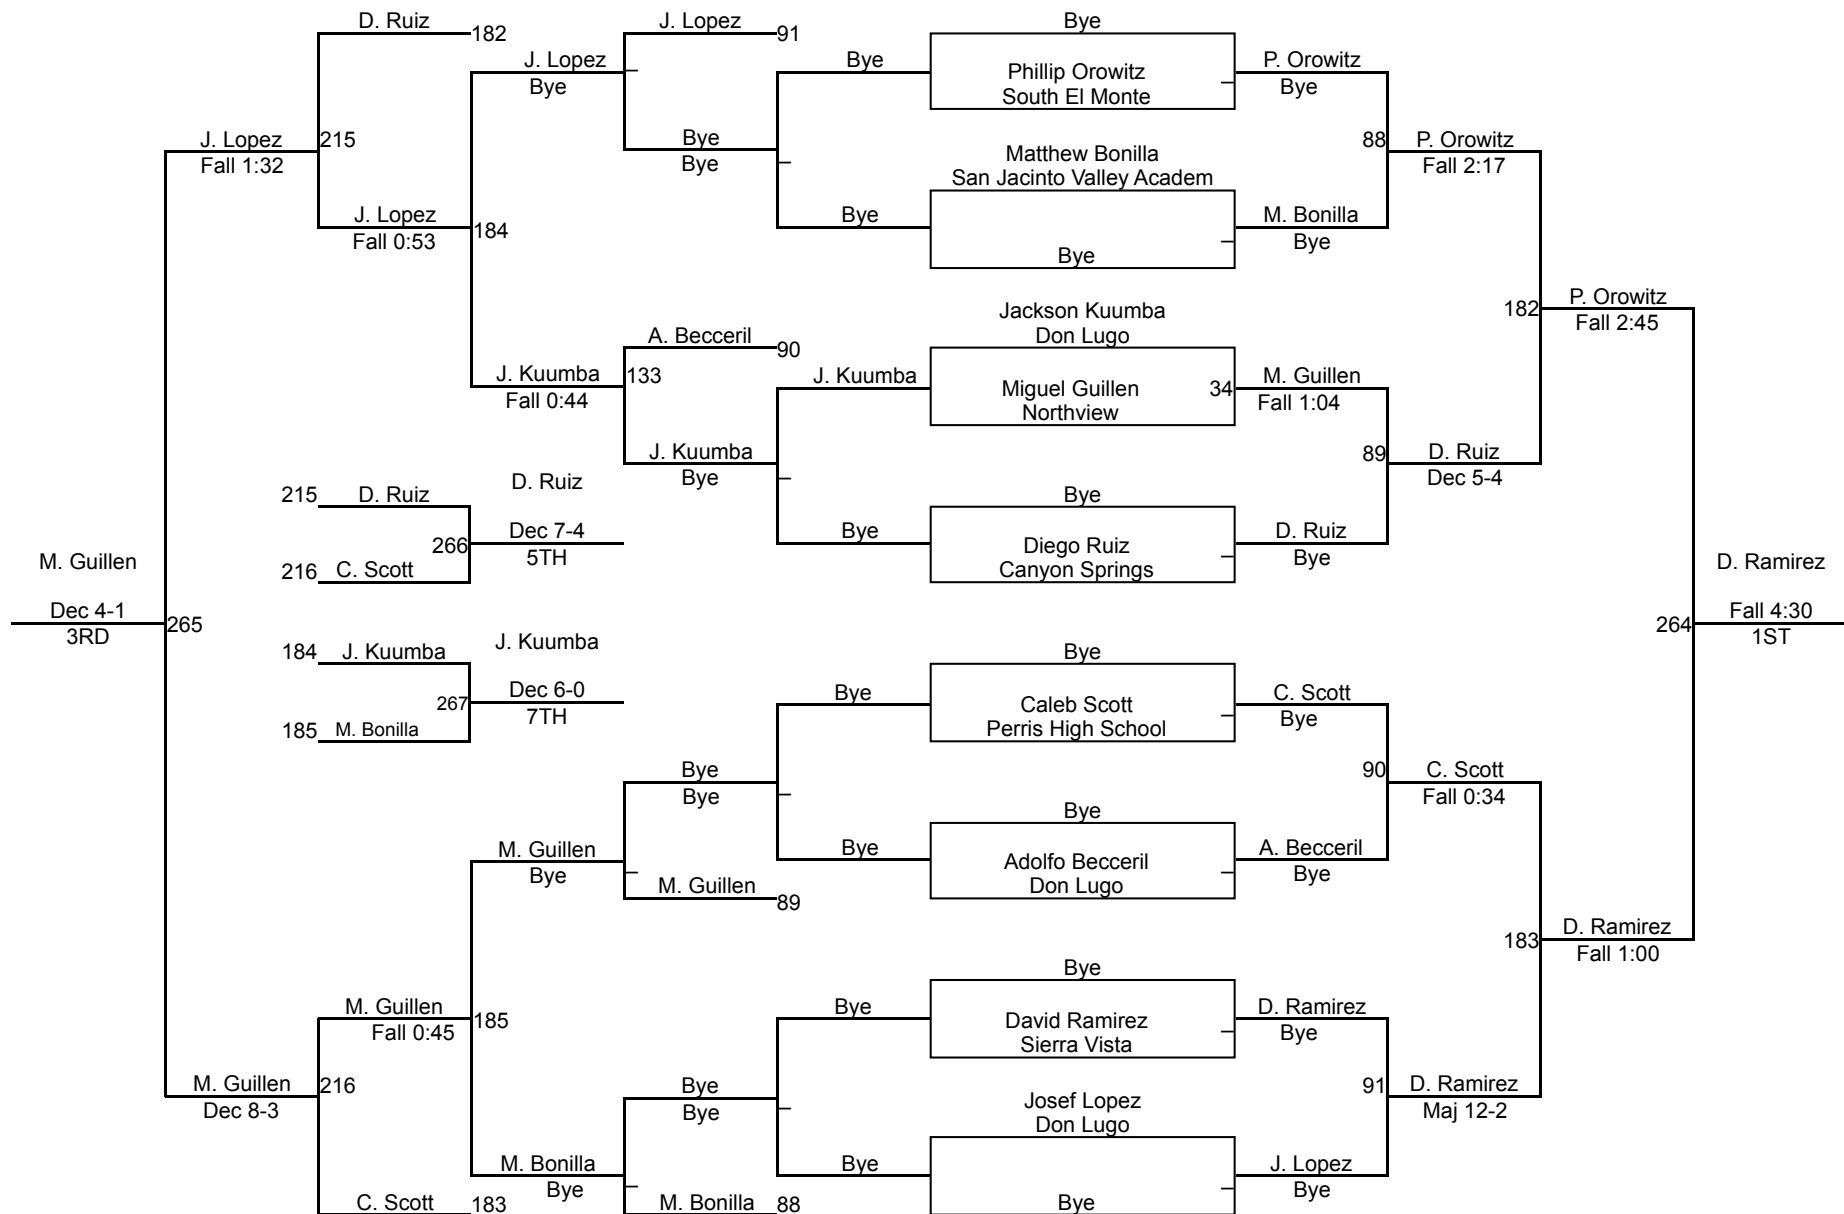 D. Ruiz
182
J. Lopez
91
Bye
J. Lopez
Bye
Bye
Phillip Orowitz
South El Monte
P. Orowitz
Bye
J. Lopez
Fall 1:32
215
Bye
Bye
Matthew Bonilla
San Jacinto Valley Academ
88
P. Orowitz
Fall 2:17
J. Lopez
Fall 0:53
184
Bye
Bye
M. Bonilla
Bye
Jackson Kuumba
Don Lugo
182
P. Orowitz
Fall 2:45
A. Becceril
90
J. Kuumba
Fall 0:44
133
J. Kuumba
Miguel Guillen
Northview
34
M. Guillen
Fall 1:04
J. Kuumba
Bye
89
D. Ruiz
Dec 5-4
215
D. Ruiz
D. Ruiz
Bye
266
Dec 7-4
5TH
Bye
Diego Ruiz
Canyon Springs
D. Ruiz
Bye
216
C. Scott
M. Guillen
Dec 4-1
3RD
265
D. Ramirez
264
Fall 4:30
1ST
184
J. Kuumba
J. Kuumba
Bye
267
Dec 6-0
7TH
Bye
Caleb Scott
Perris High School
C. Scott
Bye
185
M. Bonilla
Bye
Bye
90
C. Scott
Fall 0:34
Bye
M. Guillen
Bye
Bye
Adolfo Becceril
Don Lugo
A. Becceril
Bye
M. Guillen
89
183
D. Ramirez
Fall 1:00
Bye
M. Guillen
Fall 0:45
185
Bye
David Ramirez
Sierra Vista
D. Ramirez
Bye
M. Guillen
Dec 8-3
216
Bye
Bye
Josef Lopez
Don Lugo
91
D. Ramirez
Maj 12-2
M. Bonilla
Bye
Bye
J. Lopez
Bye
C. Scott
183
M. Bonilla
88
Bye